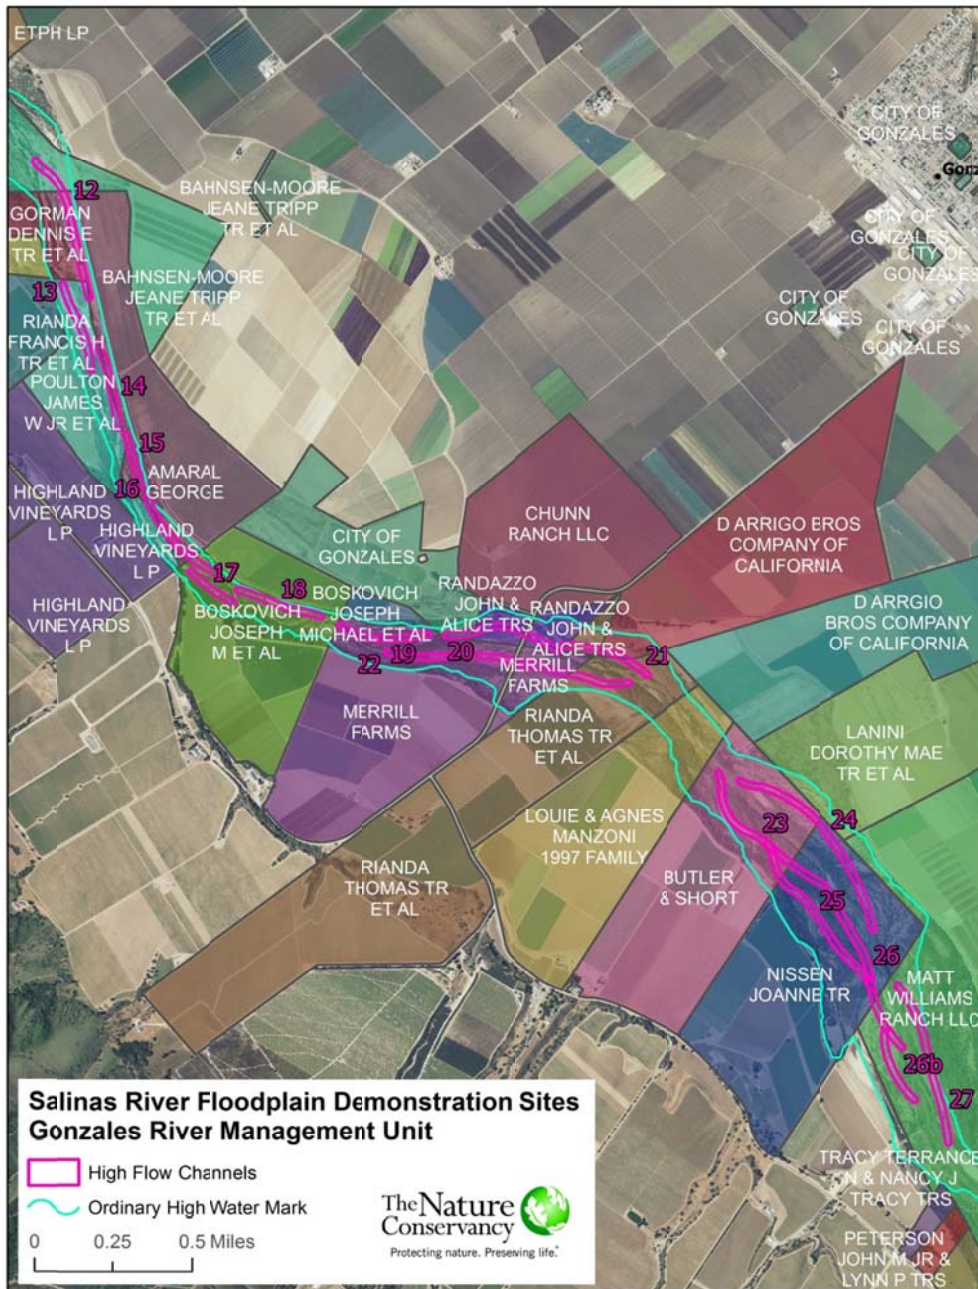 ETPH LP
CITY OF
GONZALES
Gonz
12
BAHNSEN-MOORE
JEANE TRIPP
TR ET AL
GORMAN
DENNIS E
TR ET AL
CITY OF
GONZALES
CITY OF
GONZALES
BAHNSEN-MOORE
JEANE TRIPP
TR ET AL
13
CITY OF
GONZALES
CITY OF
GONZALES
RIANDA
FRANCIS H
TR ET AL
POULTON
JAMES
W JR ET AL
14
15
AMARAL
GEORGE
16
HIGHLAND
VINEYARDS
L P
HIGHLAND
VINEYARDS
L P
CHUNN
RANCH LLC
D ARRIGO BROS
COMPANY OF
CALIFORNIA
CITY OF
GONZALES
17
18
HIGHLAND
VINEYARDS
L P
BOSKOVICH
JOSEPH
M ET AL
BOSKOVICH
JOSEPH
MICHAEL ET AL
RANDAZZO
JOHN &
ALICE TRS
RANDAZZO
JOHN &
ALICE TRS
D ARRGIO
BROS COMPANY
OF CALIFORNIA
19
20
21
22
MERRILL
FARMS
MERRILL
FARMS
RIANDA
THOMAS TR
ET AL
LANINI
DOROTHY MAE
TR ET AL
23
24
LOUIE & AGNES
MANZONI
1997 FAMILY
RIANDA
THOMAS TR
ET AL
BUTLER
& SHORT
25
26
NISSEN
JOANNE TR
MATT
WILLIAMS
RANCH LLC
26b
27
TRACY TERRANCE
N & NANCY J
TRACY TRS
PETERSON
JOHN M JR &
LYNN P TRS
Salinas River Floodplain Demonstration Sites
Gonzales River Management Unit
High Flow Channels
Ordinary High Water Mark
0 0.25 0.5 Miles
The Nature
Conservancy
Protecting nature. Preserving life.